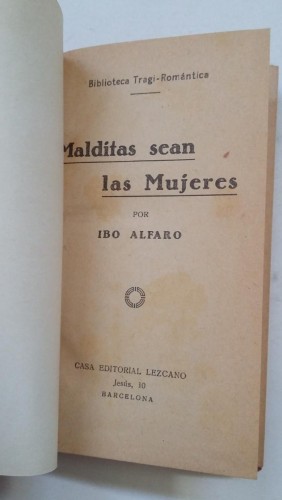 Biblioteca Tragi-Romántica
Malditas sean
las Mujeres
POR
IBO ALFARO
CASA EDITORIAL LEZCANO
Jesús, 10
BARCELONA